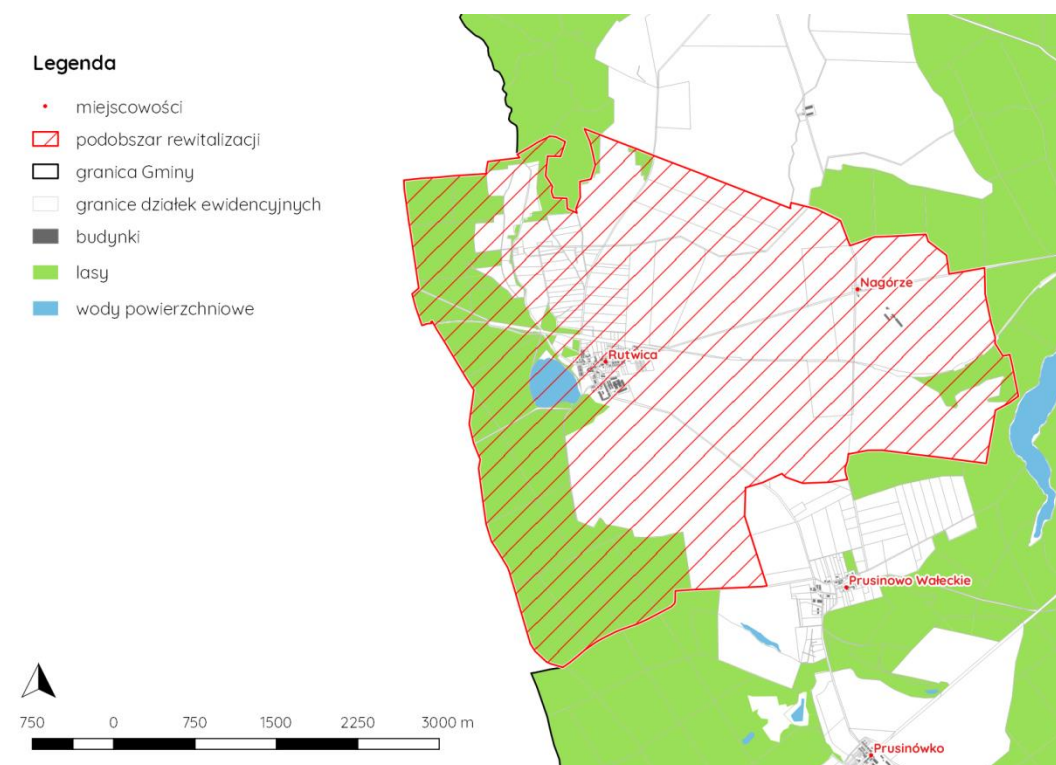 Legenda
miejscowości
podobszar rewitalizacji
granica Gminy
granice działek ewidencyjnych
budynki
lasy
wody powierzchniowe
Nagórze
Rutwica
Prusinowo Wałeckie
Prusinówko
750 0 750 1500 2250 3000 m